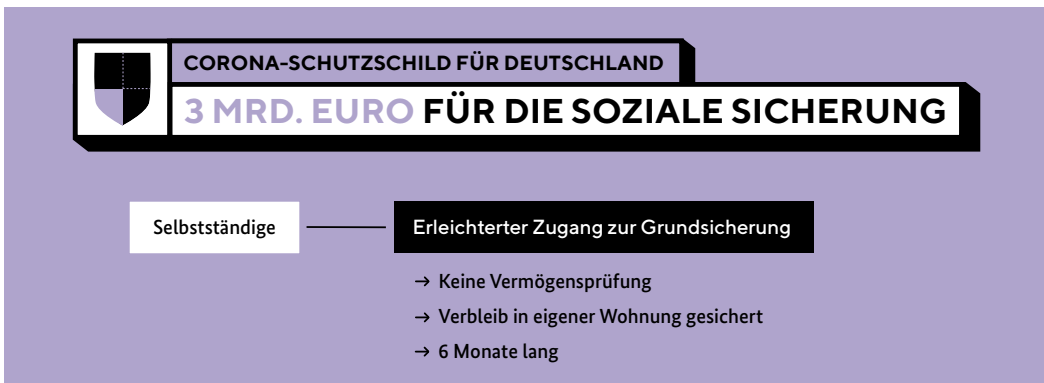 CORONA-SCHUTZSCHILD FÜR DEUTSCHLAND
3 MRD. EURO FÜR DIE SOZIALE SICHERUNG
Selbstständige
Erleichterter Zugang zur Grundsicherung
→ Keine Vermögensprüfung
→ Verbleib in eigener Wohnung gesichert
→ 6 Monate lang